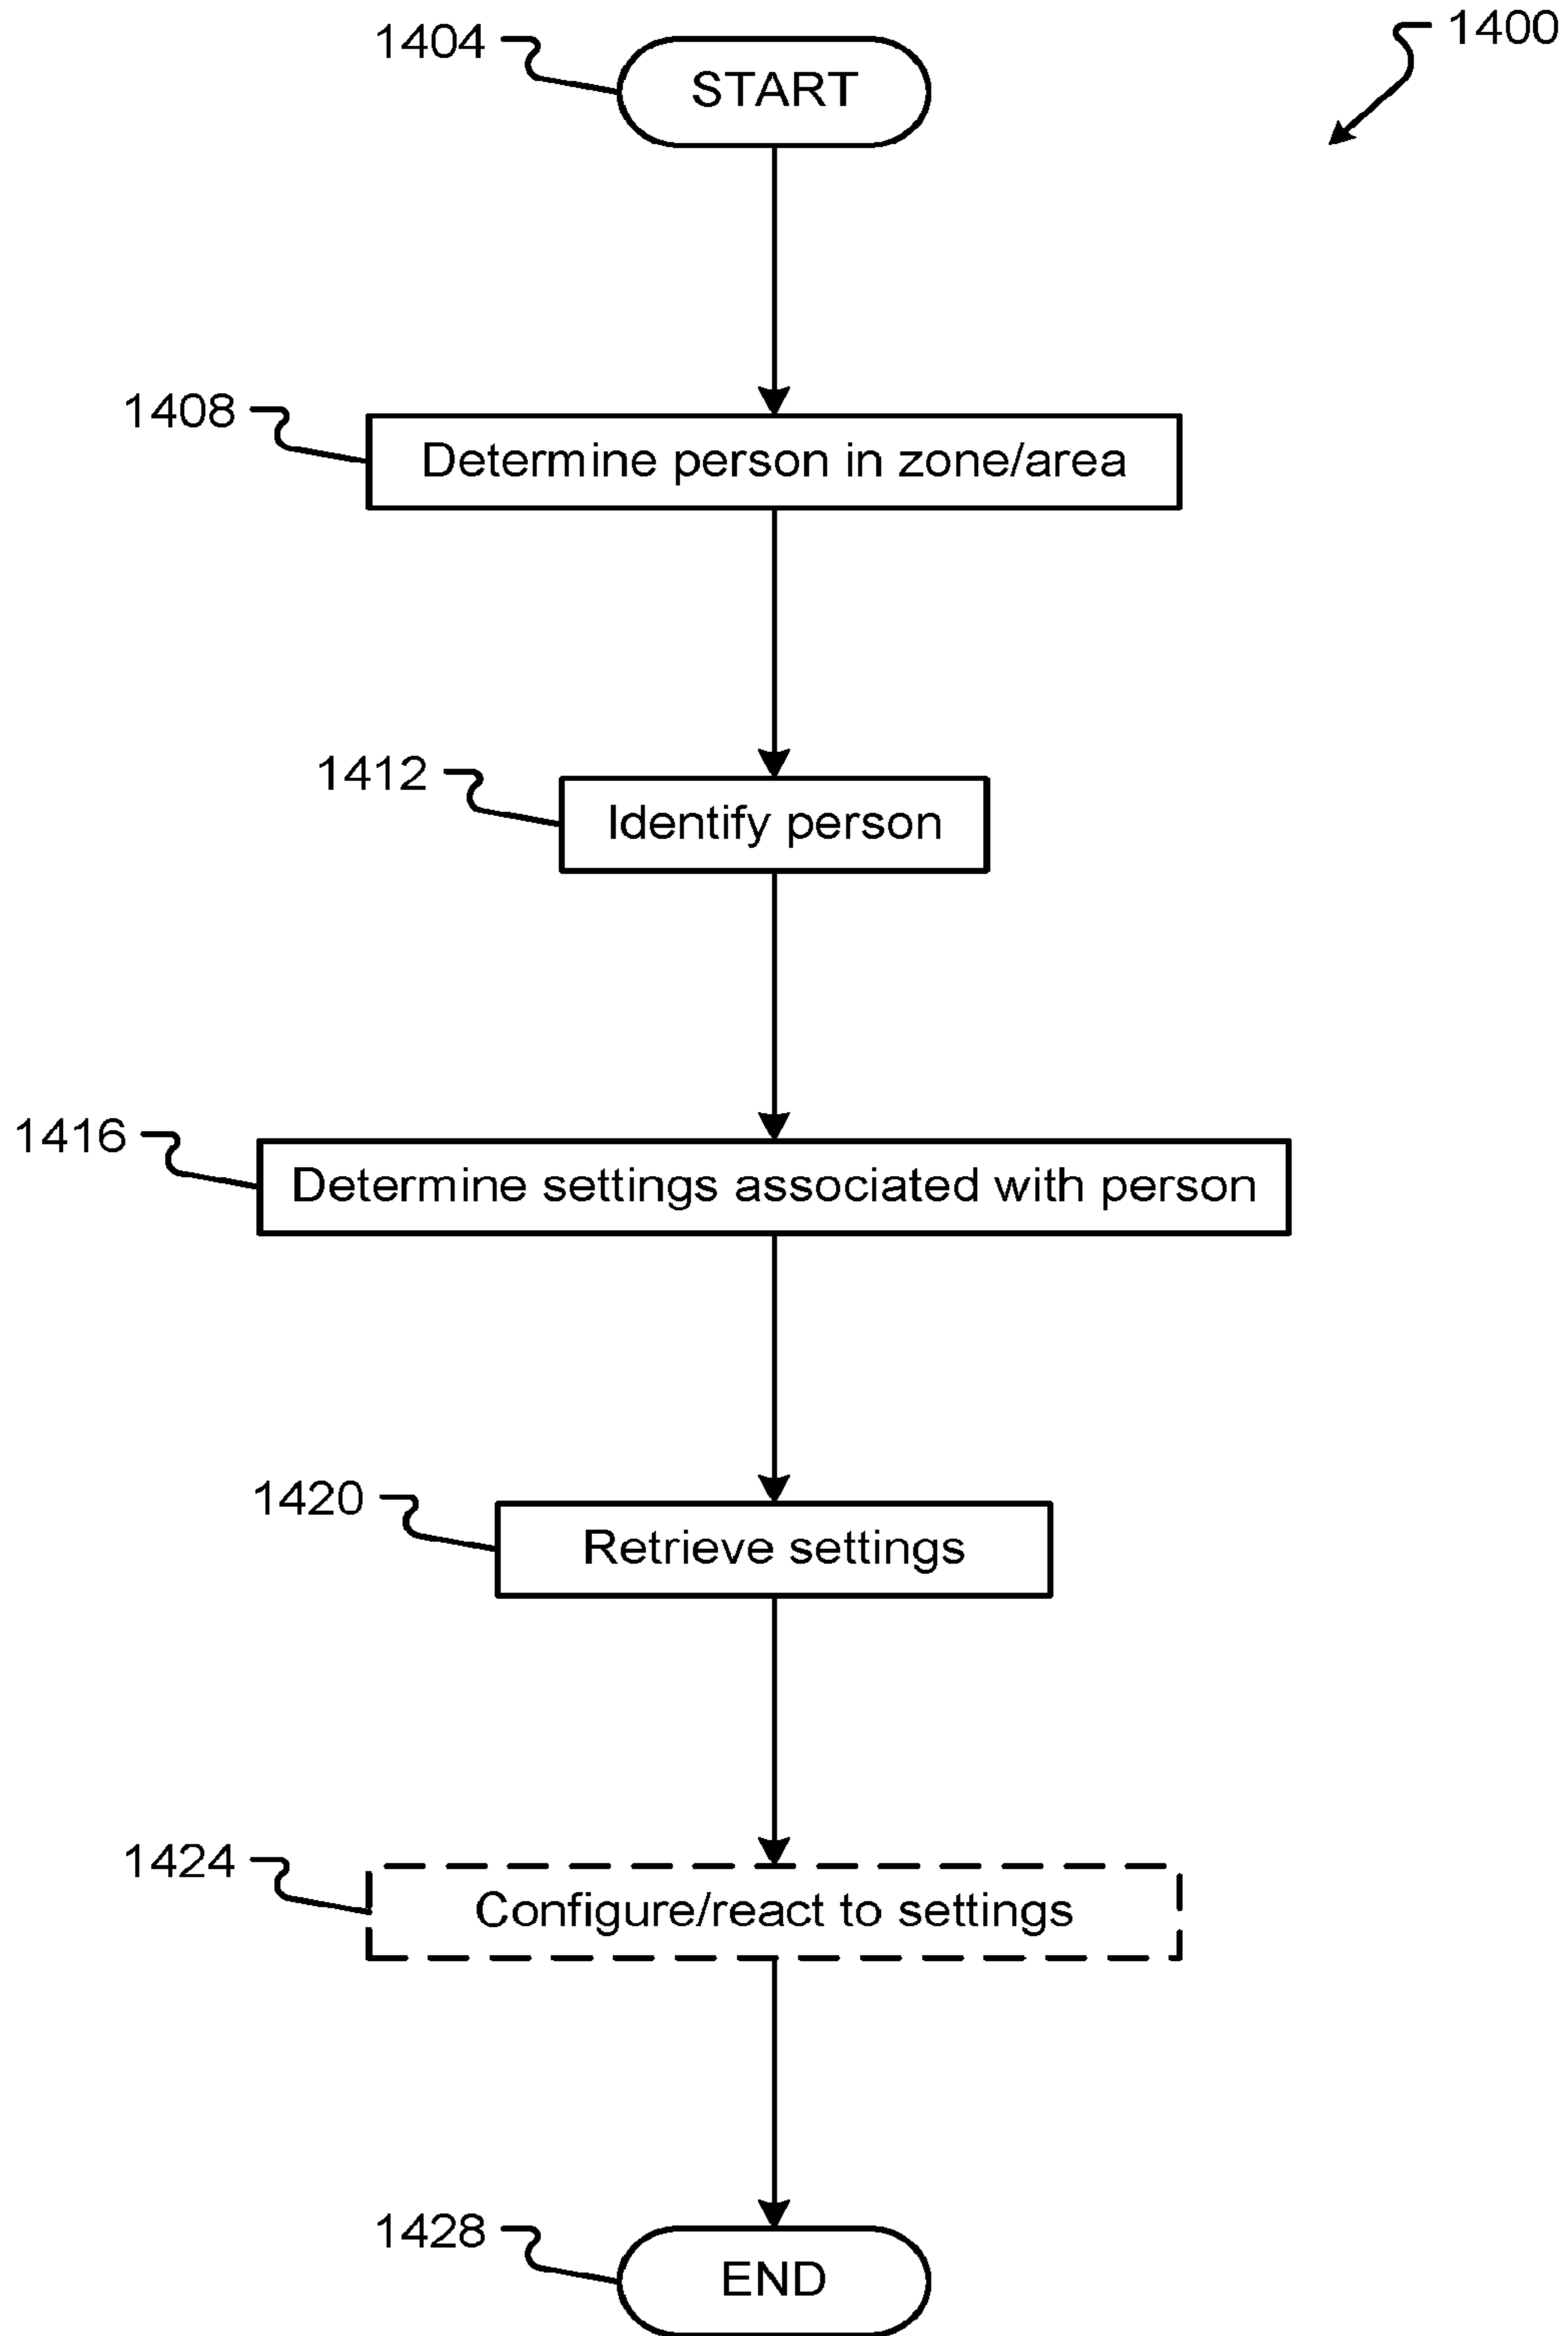 1400
1404
START
1408
Determine person in zone/area
1412
Identify person
1416
Determine settings associated with person
1420
Retrieve settings
1424
Configure/react to settings
1428
END